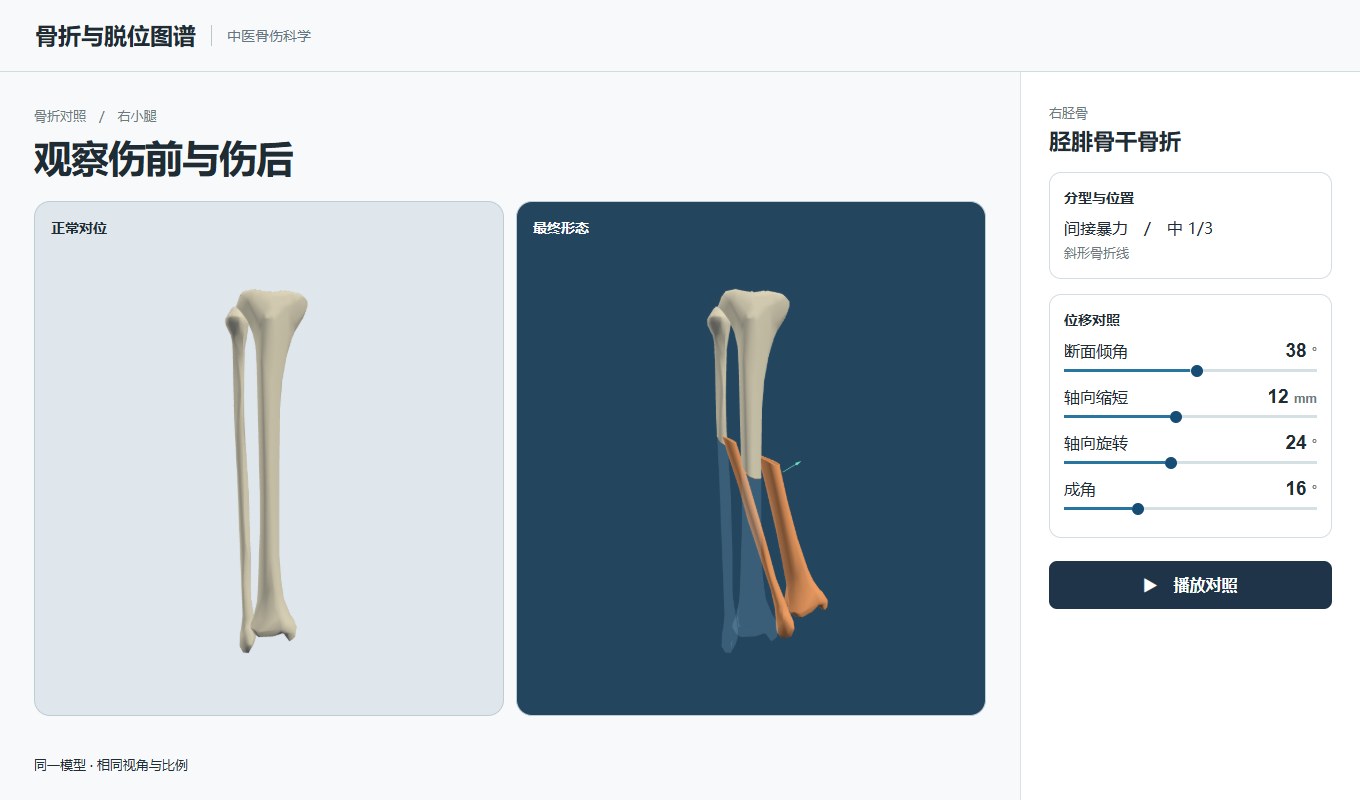 骨折与脱位图谱
中医骨伤科学
骨折对照 / 右小腿
观察伤前与伤后
正常对位
最终形态
同一模型 · 相同视角与比例
右胫骨
胫腓骨干骨折
分型与位置
间接暴力 / 中 1/3
斜形骨折线
位移对照
断面倾角 38 °
轴向缩短 12 mm
轴向旋转 24 °
成角 16 °
播放对照